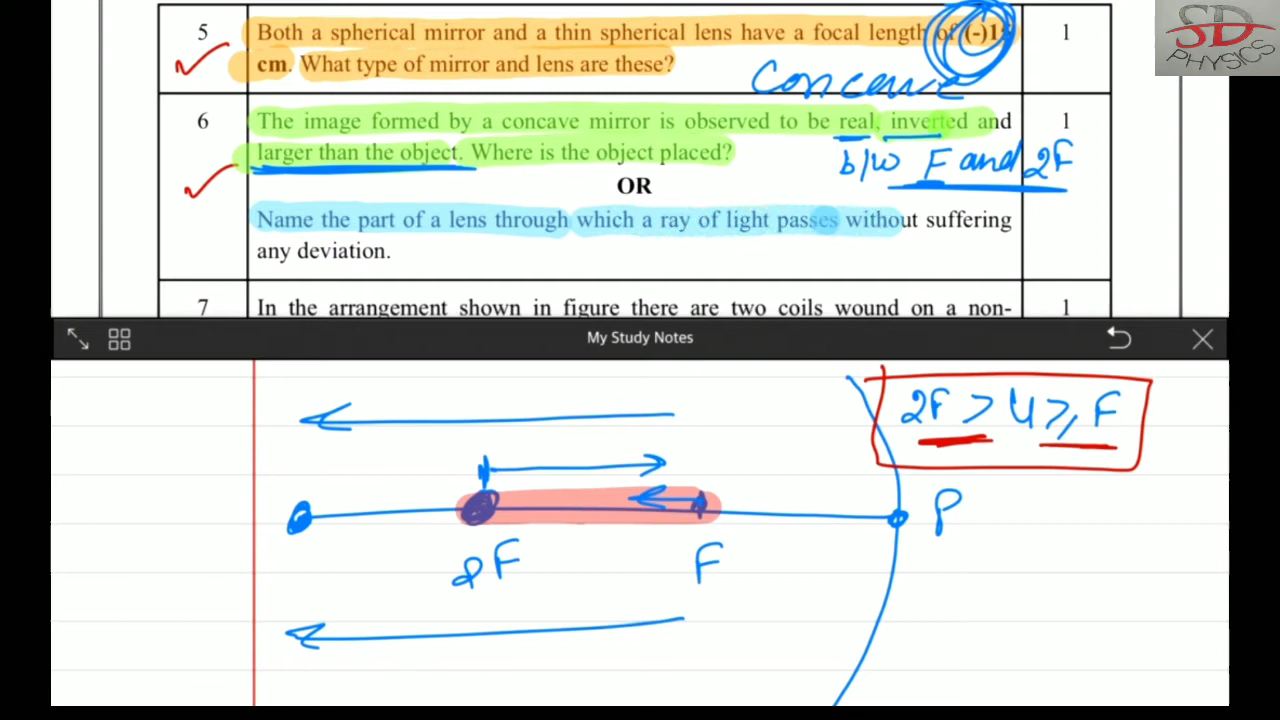 SD
PHYSICS
5 Both a spherical mirror and a thin spherical lens have a focal length of (-)1 1
cm. What type of mirror and lens are these?
Concave
6 The image formed by a concave mirror is observed to be real, inverted and 1
larger than the object. Where is the object placed?
b/w F and 2F
OR
Name the part of a lens through which a ray of light passes without suffering
any deviation.
7 In the arrangement shown in figure there are two coils wound on a non- 1
My Study Notes
2F > u ≥ F
P
2F F